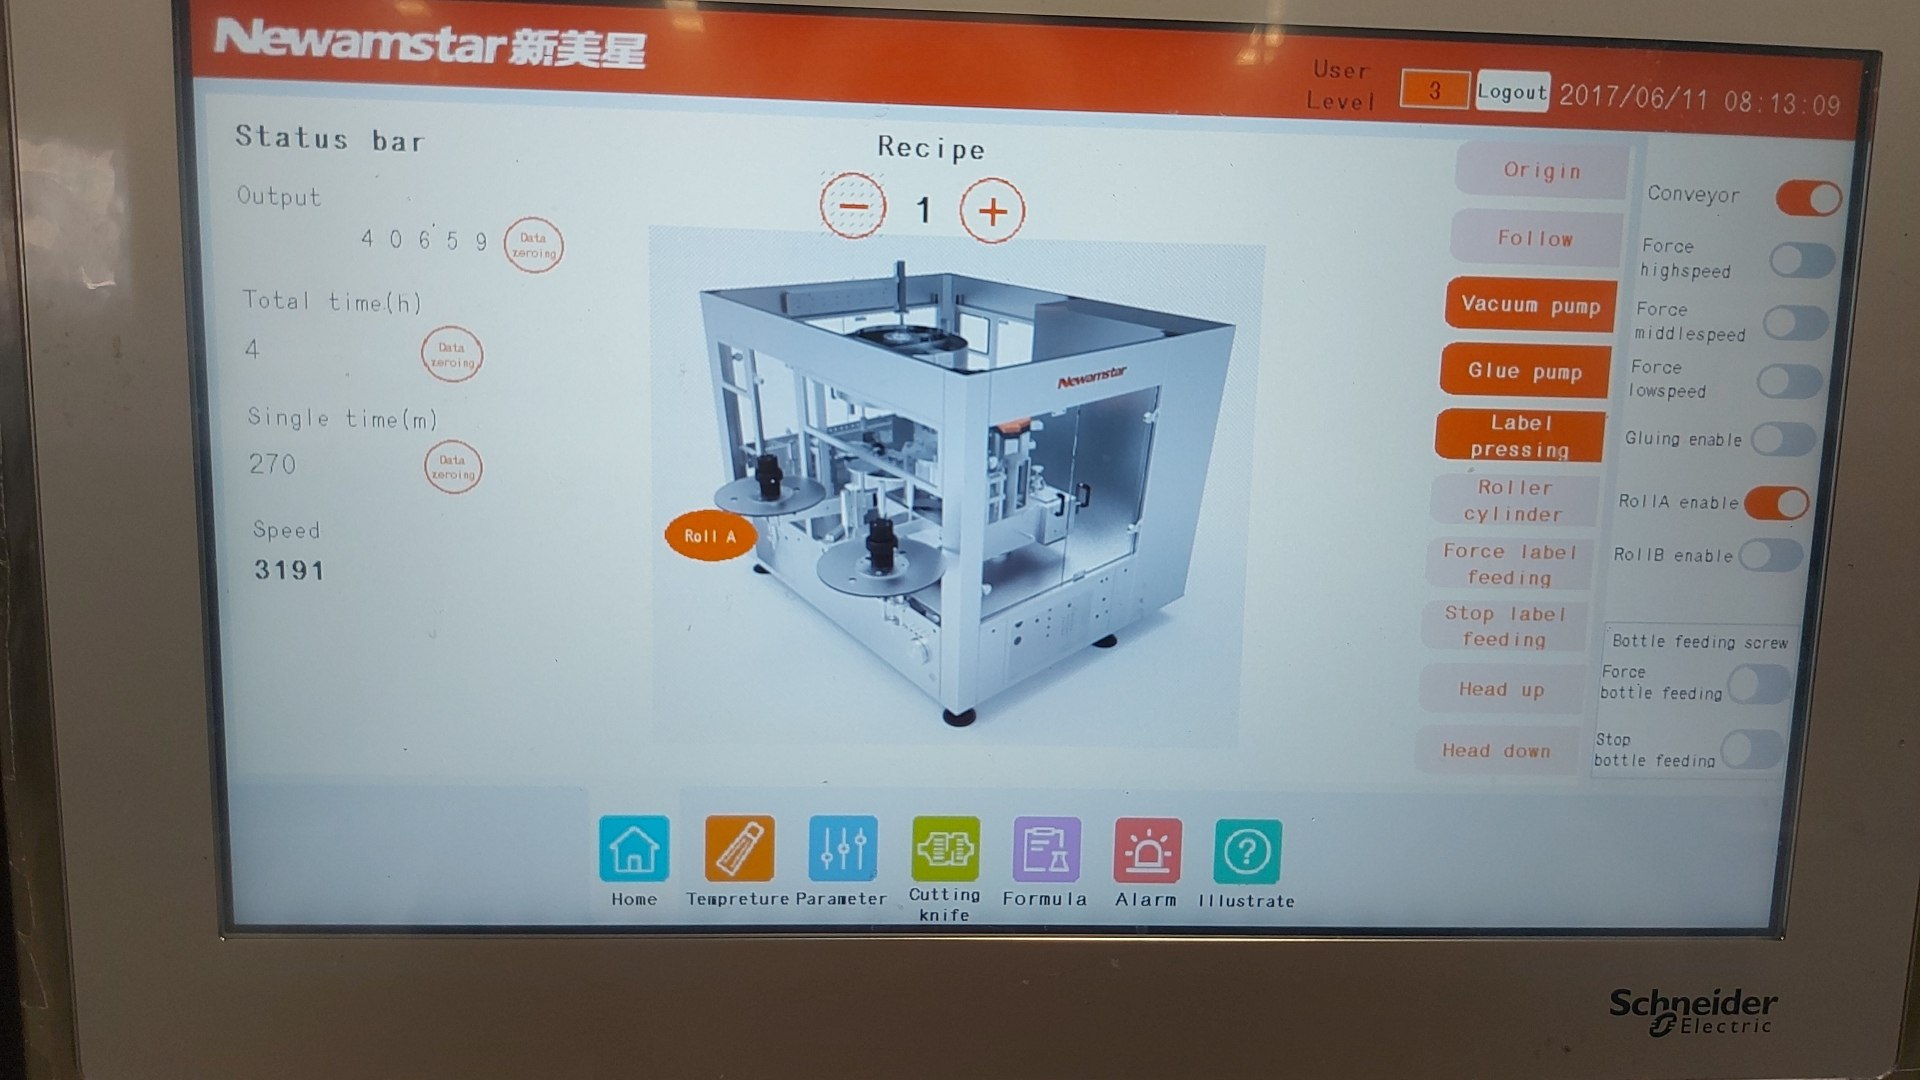 Newamstar新美星
User
Level
3
Logout
2017/06/11 08:13:09
Status bar
Output
40659
Data
zeroing
Total time(h)
4
Data
zeroing
Single time(m)
270
Data
zeroing
Speed
3191
Recipe
1
Newamstar
Roll A
Origin
Follow
Vacuum pump
Glue pump
Label
pressing
Roller
cylinder
Force label
feeding
Stop label
feeding
Head up
Head down
Conveyor
Force
highspeed
Force
middlespeed
Force
lowspeed
Gluing enable
RollA enable
RollB enable
Bottle feeding screw
Force
bottle feeding
Stop
bottle feeding
Home
Tempreture
Parameter
Cutting
knife
Formula
Alarm
Illustrate
Schneider
Electric